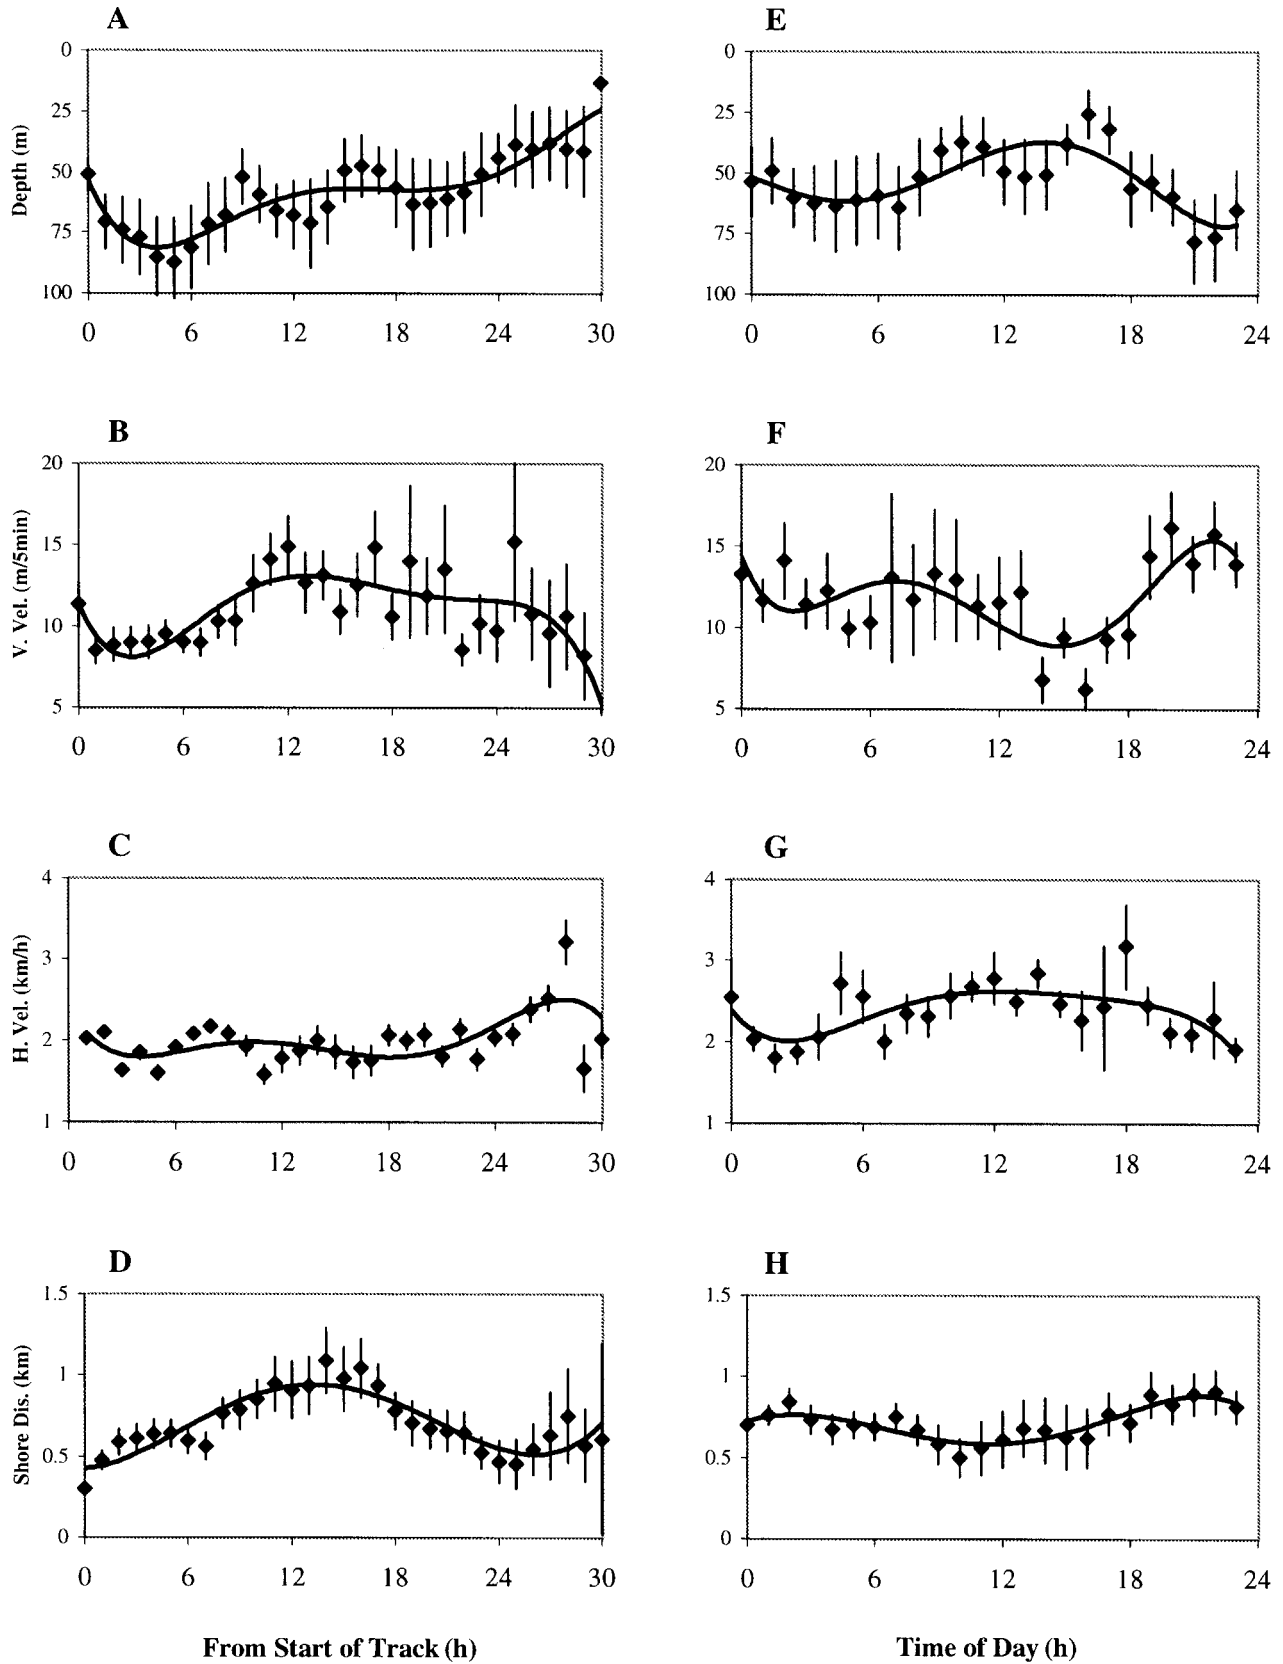 A
E
0
25
50
75
100
Depth (m)
0 6 12 18 24 30
0
25
50
75
100
0 6 12 18 24
B
F
20
15
10
5
V. Vel. (m/5min)
0 6 12 18 24 30
20
15
10
5
0 6 12 18 24
C
G
4
3
2
1
H. Vel. (km/h)
0 6 12 18 24 30
4
3
2
1
0 6 12 18 24
D
H
1.5
1
0.5
0
Shore Dis. (km)
0 6 12 18 24 30
1.5
1
0.5
0
0 6 12 18 24
From Start of Track (h)
Time of Day (h)